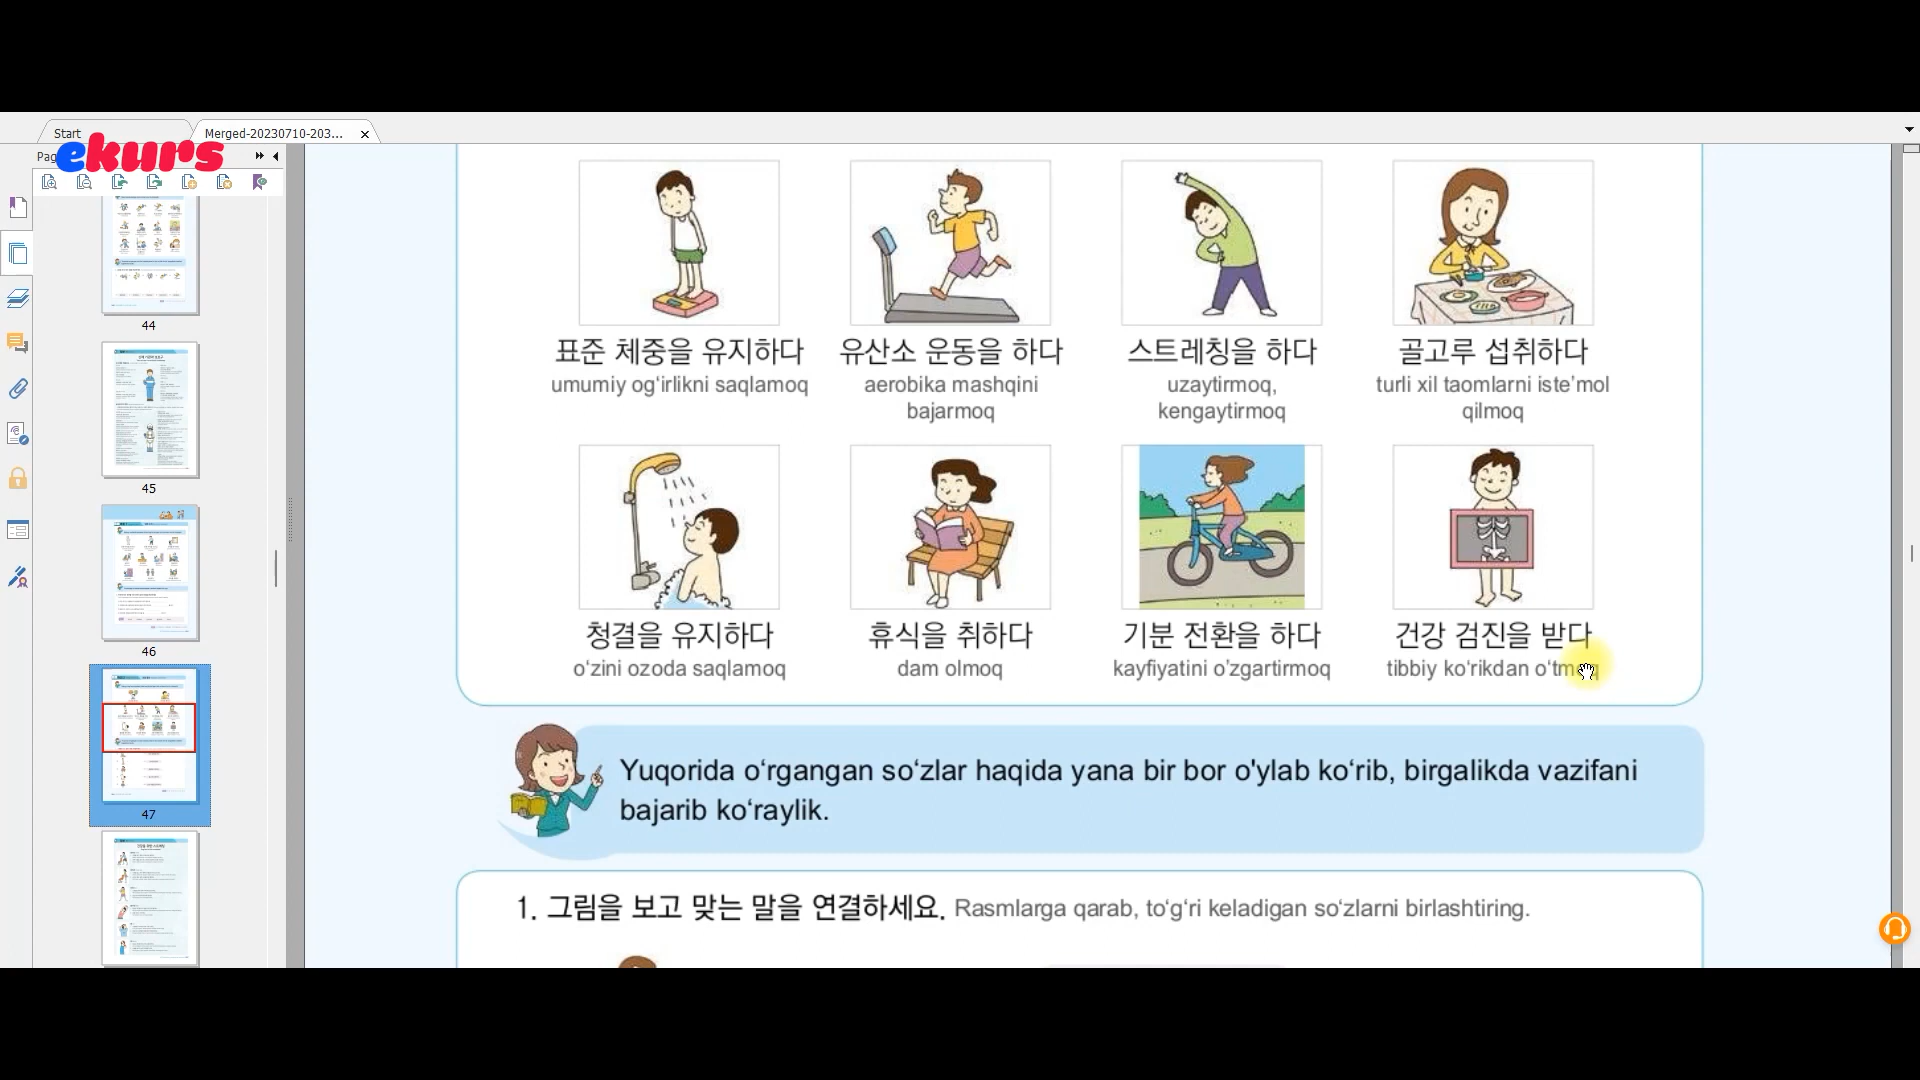 Start
Merged-20230710-203...
ekurs
44
45
46
47
표준 체중을 유지하다
umumiy og‘irlikni saqlamoq
유산소 운동을 하다
aerobika mashqini
bajarmoq
스트레칭을 하다
uzaytirmoq,
kengaytirmoq
골고루 섭취하다
turli xil taomlarni iste’mol
qilmoq
청결을 유지하다
o‘zini ozoda saqlamoq
휴식을 취하다
dam olmoq
기분 전환을 하다
kayfiyatini o’zgartirmoq
건강 검진을 받다
tibbiy ko‘rikdan o‘tmoq
Yuqorida o‘rgangan so‘zlar haqida yana bir bor o'ylab ko‘rib, birgalikda vazifani
bajarib ko‘raylik.
1. 그림을 보고 맞는 말을 연결하세요. Rasmlarga qarab, to‘g‘ri keladigan so‘zlarni birlashtiring.